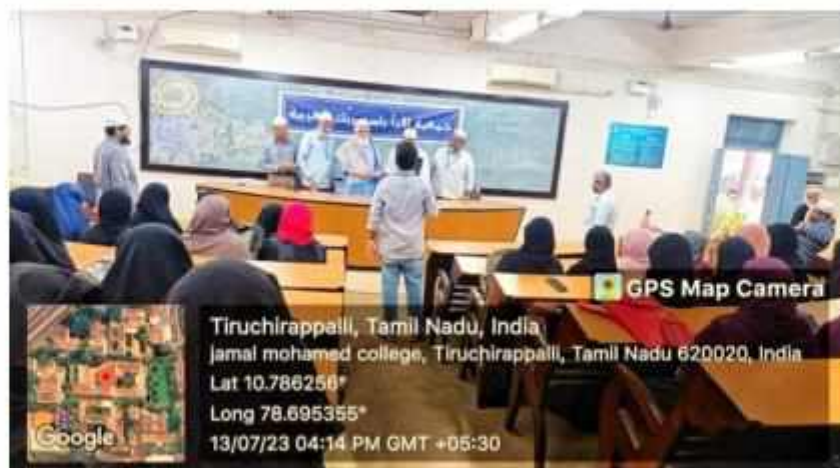 GPS Map Camera
Tiruchirappalli, Tamil Nadu, India
jamal mohamed college, Tiruchirappalli, Tamil Nadu 620020, India
Lat 10.786256°
Long 78.695355°
13/07/23 04:14 PM GMT +05:30
Google